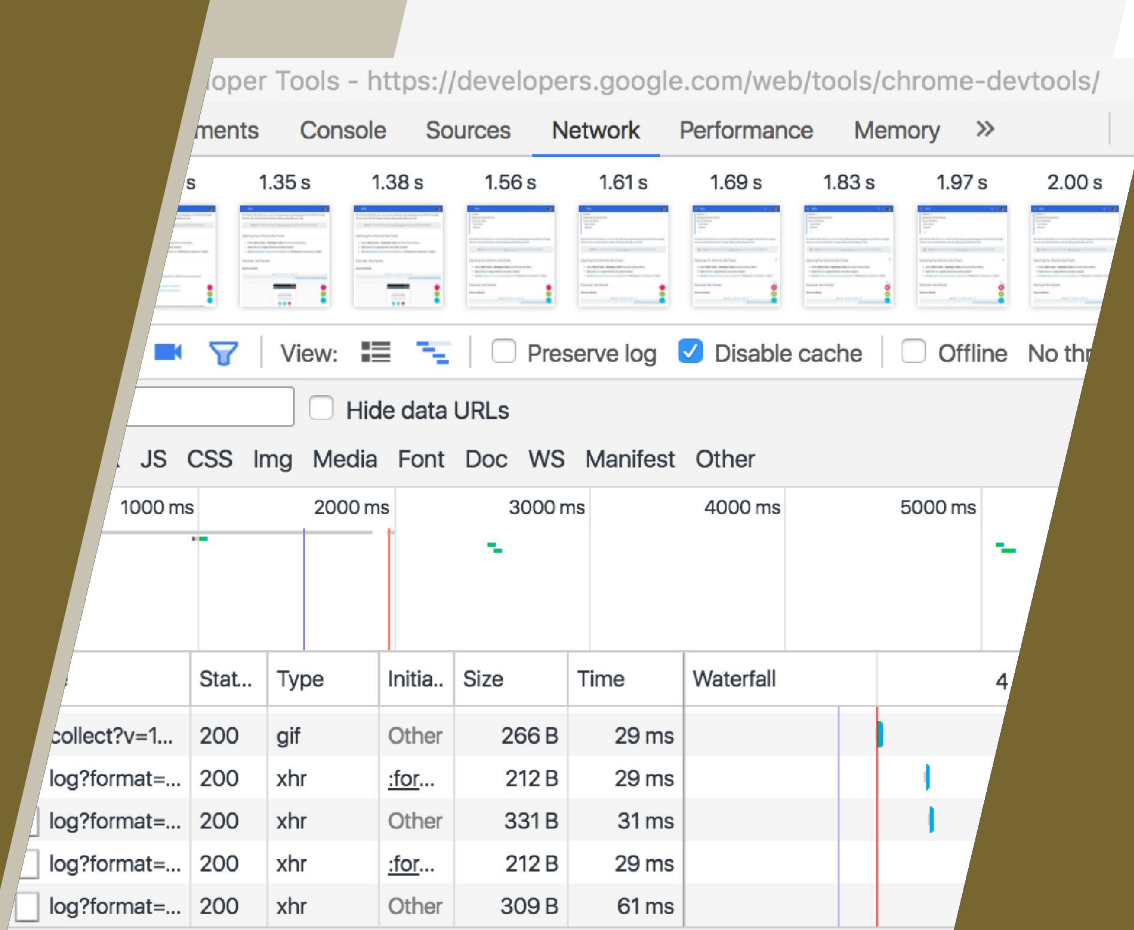 oper Tools - https://developers.google.com/web/tools/chrome-devtools/
ments Console Sources Network Performance Memory »
s 1.35 s 1.38 s 1.56 s 1.61 s 1.69 s 1.83 s 1.97 s 2.00 s
View: Preserve log Disable cache Offline No thr
Hide data URLs
JS CSS Img Media Font Doc WS Manifest Other
1000 ms 2000 ms 3000 ms 4000 ms 5000 ms
Stat... Type Initia.. Size Time Waterfall 4
collect?v=1... 200 gif Other 266 B 29 ms
log?format=... 200 xhr :for... 212 B 29 ms
log?format=... 200 xhr Other 331 B 31 ms
log?format=... 200 xhr :for... 212 B 29 ms
log?format=... 200 xhr Other 309 B 61 ms